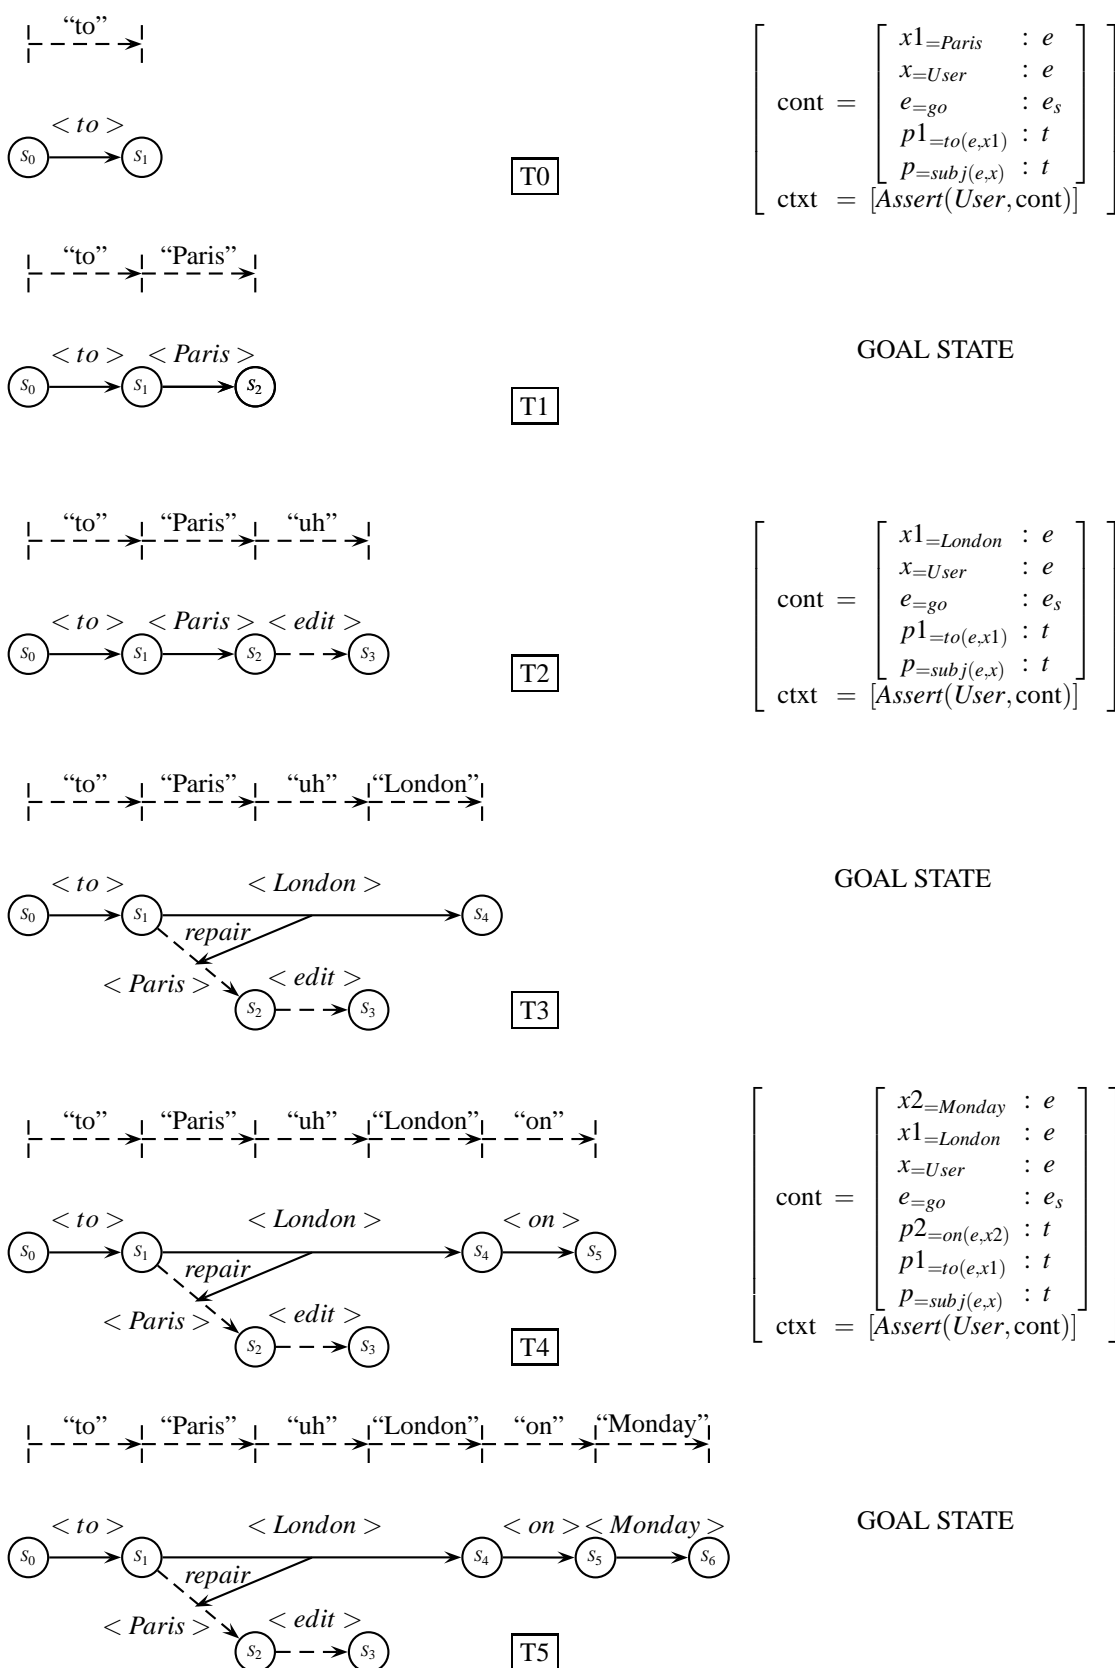 “to”
< to >
s0 s1
T0
cont = [ x1=Paris : e
x=User : e
e=go : es
p1=to(e,x1) : t
p=subj(e,x) : t ]
ctxt = [Assert(User,cont)]
“to” “Paris”
< to > < Paris >
s0 s1 s2
T1
GOAL STATE
“to” “Paris” “uh”
< to > < Paris > < edit >
s0 s1 s2 s3
T2
cont = [ x1=London : e
x=User : e
e=go : es
p1=to(e,x1) : t
p=subj(e,x) : t ]
ctxt = [Assert(User,cont)]
“to” “Paris” “uh” “London”
< to > < London >
s0 s1 s4
repair
< Paris > < edit >
s2 s3
T3
GOAL STATE
“to” “Paris” “uh” “London” “on”
< to > < London > < on >
s0 s1 s4 s5
repair
< Paris > < edit >
s2 s3
T4
cont = [ x2=Monday : e
x1=London : e
x=User : e
e=go : es
p2=on(e,x2) : t
p1=to(e,x1) : t
p=subj(e,x) : t ]
ctxt = [Assert(User,cont)]
“to” “Paris” “uh” “London” “on” “Monday”
< to > < London > < on > < Monday >
s0 s1 s4 s5 s6
repair
< Paris > < edit >
s2 s3
T5
GOAL STATE